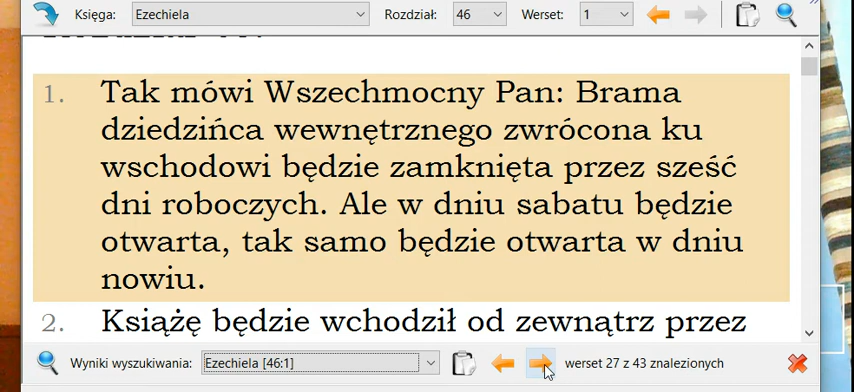 Księga: Ezechiela Rozdział: 46 Werset: 1
1. Tak mówi Wszechmocny Pan: Brama
dziedzińca wewnętrznego zwrócona ku
wschodowi będzie zamknięta przez sześć
dni roboczych. Ale w dniu sabatu będzie
otwarta, tak samo będzie otwarta w dniu
nowiu.
2. Książę będzie wchodził od zewnątrz przez
Wyniki wyszukiwania: Ezechiela [46:1] werset 27 z 43 znalezionych